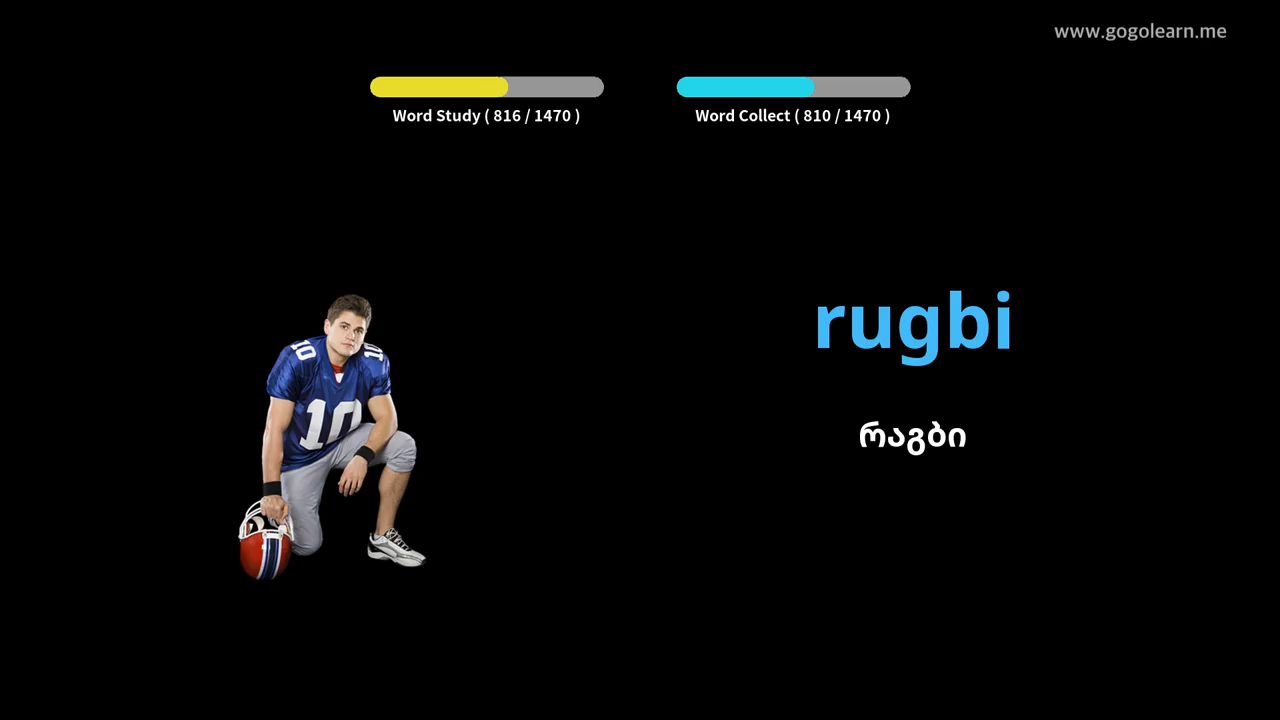 www.gogolearn.me
Word Study ( 816 / 1470 )
Word Collect ( 810 / 1470 )
rugbi
რაგბი
10
10
10